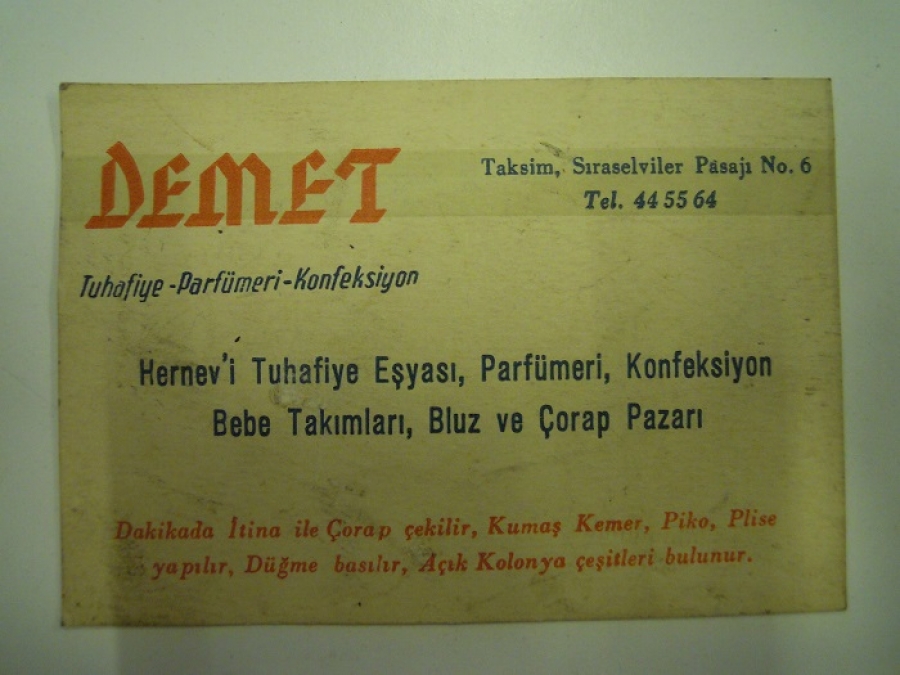 DEMET
Taksim, Sıraselviler Pasajı No. 6
Tel. 44 55 64
Tuhafiye-Parfümeri-Konfeksiyon
Hernev'i Tuhafiye Eşyası, Parfümeri, Konfeksiyon
Bebe Takımları, Bluz ve Çorap Pazarı
Dakikada İtina ile Çorap çekilir, Kumaş Kemer, Piko, Plise
yapılır, Düğme basılır, Açık Kolonya çeşitleri bulunur.